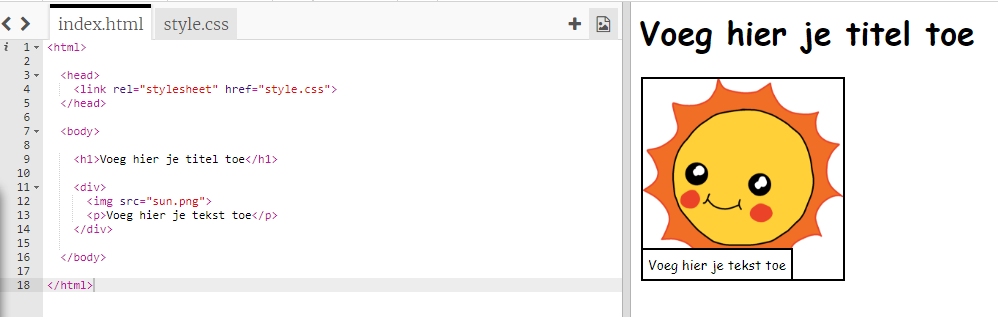 index.html style.css
1 <html>
2
3 <head>
4 <link rel="stylesheet" href="style.css">
5 </head>
6
7 <body>
8
9 <h1>Voeg hier je titel toe</h1>
10
11 <div>
12 <img src="sun.png">
13 <p>Voeg hier je tekst toe</p>
14 </div>
15
16 </body>
17
18 </html>
Voeg hier je titel toe
Voeg hier je tekst toe